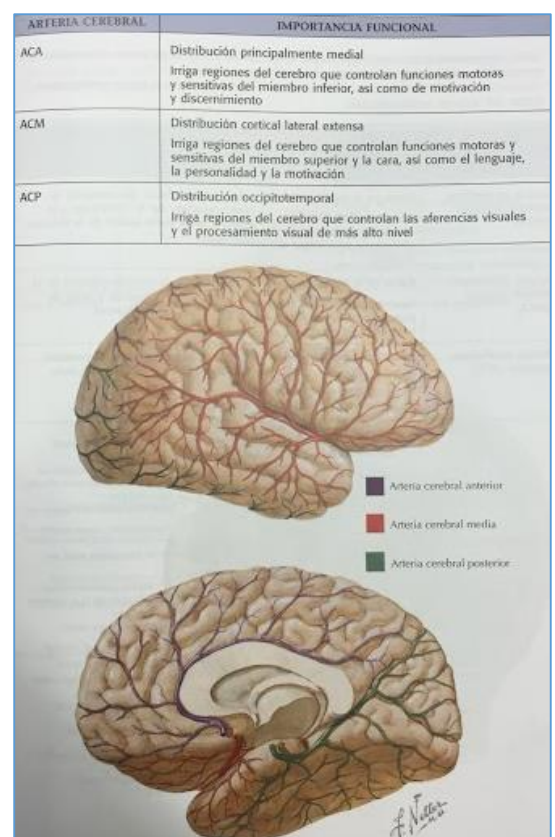 ARTERIA CEREBRAL
IMPORTANCIA FUNCIONAL
ACA
Distribución principalmente medial
Irriga regiones del cerebro que controlan funciones motoras
y sensitivas del miembro inferior, así como de motivación
y discernimiento
ACM
Distribución cortical lateral extensa
Irriga regiones del cerebro que controlan funciones motoras y
sensitivas del miembro superior y la cara, así como el lenguaje,
la personalidad y la motivación
ACP
Distribución occipitotemporal
Irriga regiones del cerebro que controlan las aferencias visuales
y el procesamiento visual de más alto nivel
Arteria cerebral anterior
Arteria cerebral media
Arteria cerebral posterior
F. Netter
M.D.